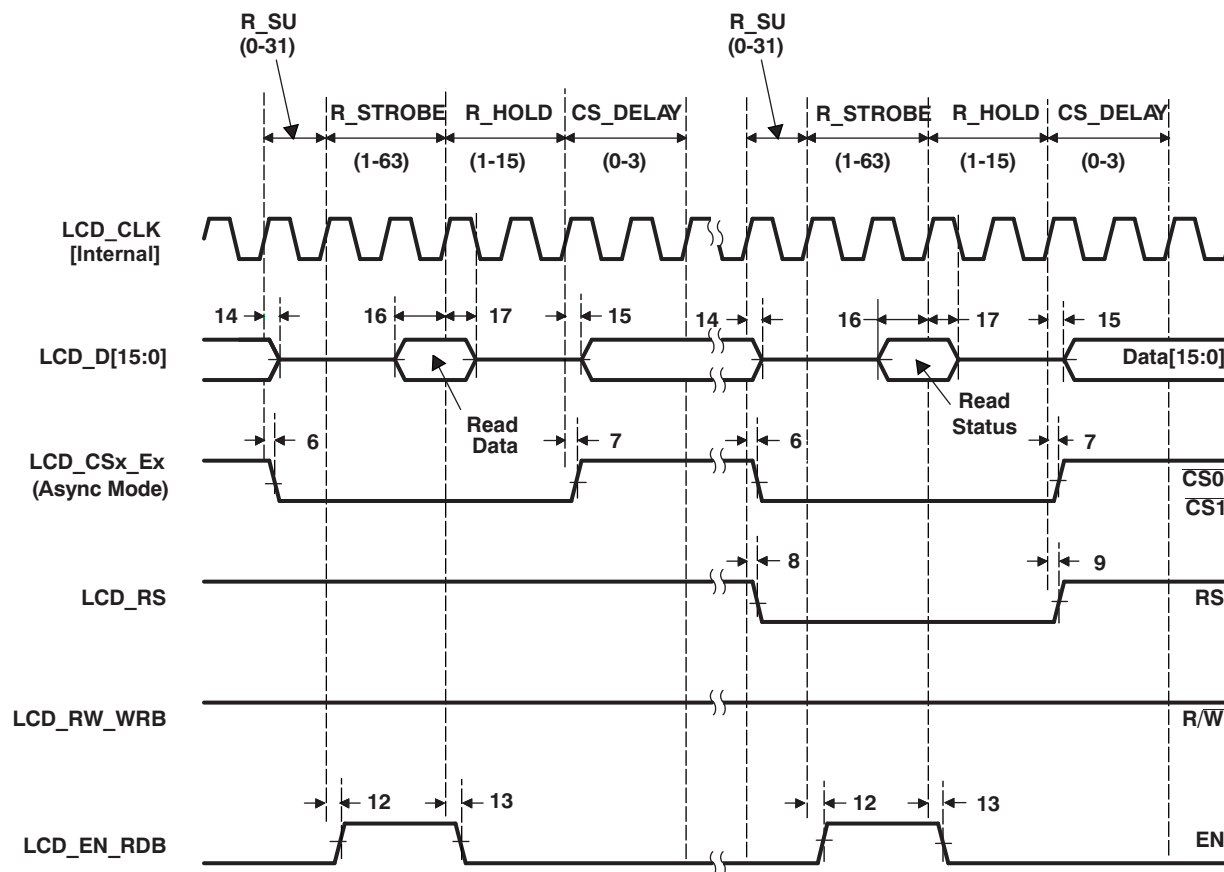 R_SU
(0-31)
R_SU
(0-31)
R_STROBE R_HOLD CS_DELAY R_STROBE R_HOLD CS_DELAY
(1-63) (1-15) (0-3) (1-63) (1-15) (0-3)
LCD_CLK
[Internal]
14 16 17 15 14 16 17 15
LCD_D[15:0] Data[15:0]
Read
Data
Read
Status
6 7 6 7
LCD_CSx_Ex
(Async Mode)
CS0
CS1
8 9
LCD_RS RS
LCD_RW_WRB R/W
12 13 12 13
LCD_EN_RDB EN